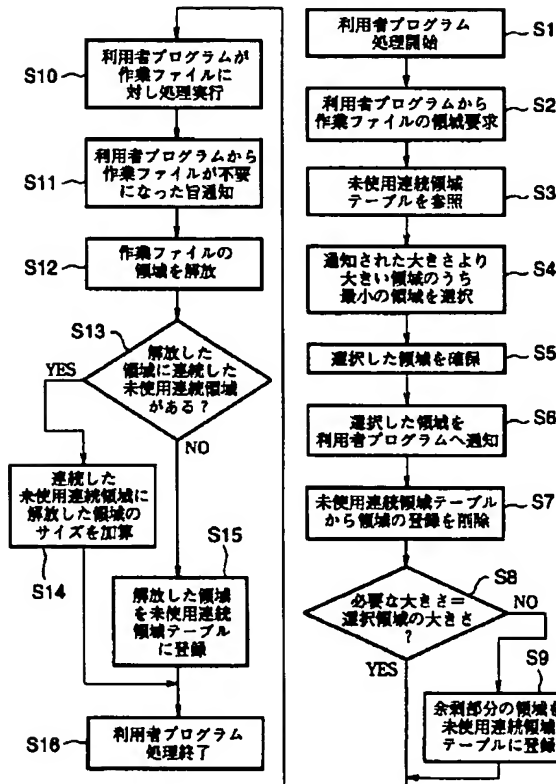 S1
利用者プログラム
処理開始
S2
利用者プログラムから
作業ファイルの領域要求
S3
未使用連続領域
テーブルを参照
S4
通知された大きさより
大きい領域のうち
最小の領域を選択
S5
選択した領域を確保
S6
選択した領域を
利用者プログラムへ通知
S7
未使用連続領域テーブル
から領域の登録を削除
S8
必要な大きさ=
選択領域の大きさ
?
NO
YES
S9
余剰部分の領域を
未使用連続領域
テーブルに登録
S10
利用者プログラムが
作業ファイルに
対し処理実行
S11
利用者プログラムから
作業ファイルが不要
になった旨通知
S12
作業ファイルの
領域を解放
S13
解放した
領域に連続した
未使用連続領域
がある?
YES
NO
連続した
未使用連続領域に
解放した領域の
サイズを加算
S14
S15
解放した領域
を未使用連続
領域テーブル
に登録
S16
利用者プログラム
処理終了